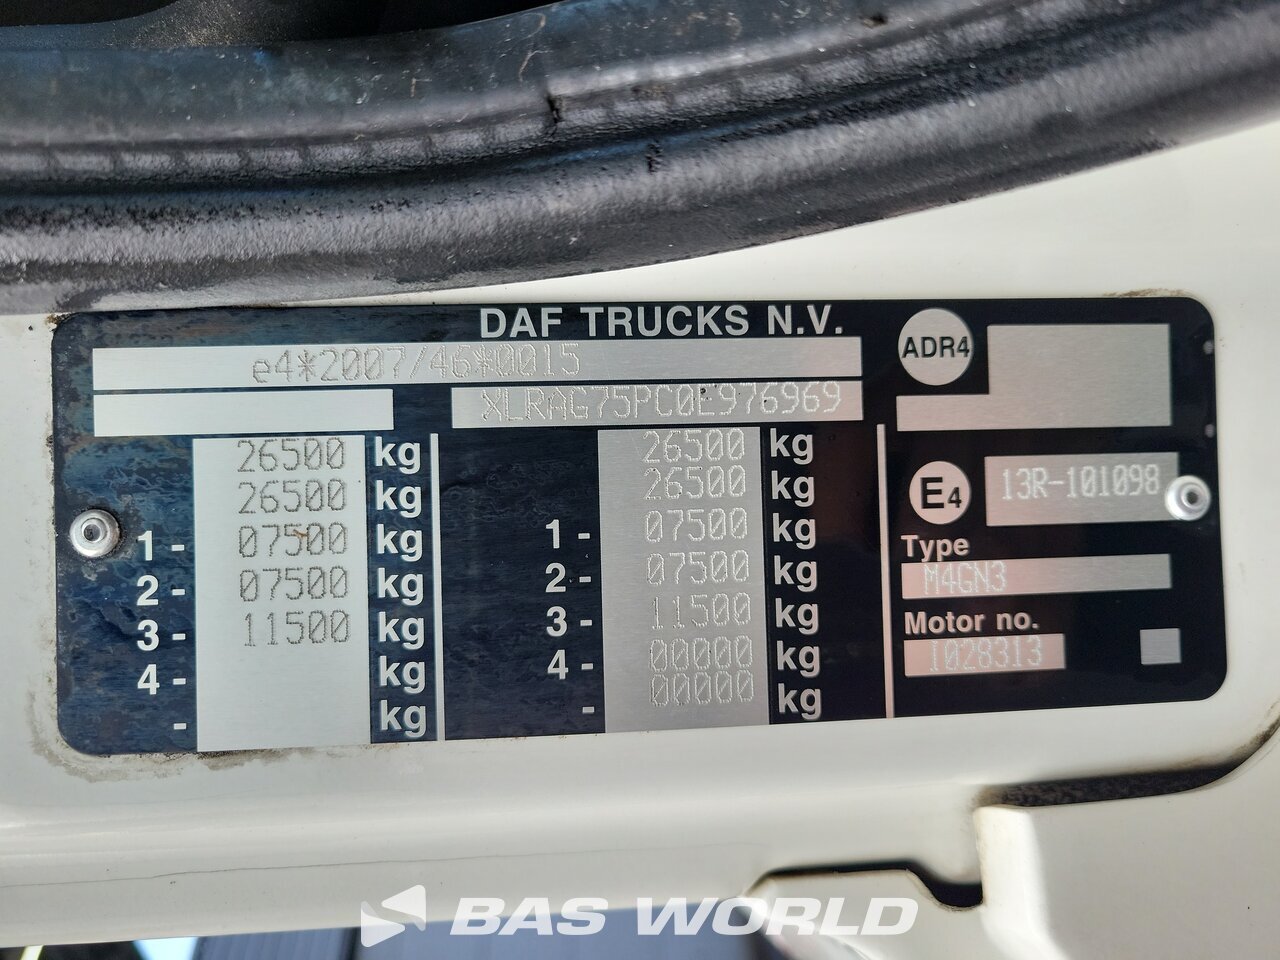 DAF TRUCKS N.V.
ADR4
e4*2007/46*0015
XLRAG75PC0E976969
26500 kg 26500 kg
26500 kg 26500 kg
1 - 07500 kg 1 - 07500 kg
2 - 07500 kg 2 - 07500 kg
3 - 11500 kg 3 - 11500 kg
4 - kg 4 - 00000 kg
- kg - 00000 kg
E4 13R-101098
Type
M4GN3
Motor no.
1028313
BAS WORLD